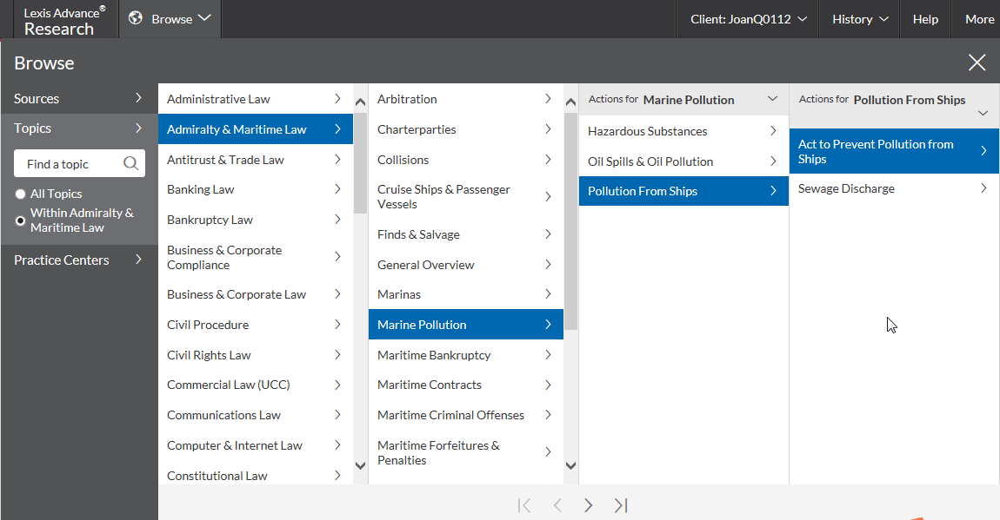 Lexis Advance®
Research
Browse
Client: JoanQ0112
History
Help
More
Browse
Sources
Topics
Find a topic
All Topics
Within Admiralty &
Maritime Law
Practice Centers
Administrative Law
Admiralty & Maritime Law
Antitrust & Trade Law
Banking Law
Bankruptcy Law
Business & Corporate
Compliance
Business & Corporate Law
Civil Procedure
Civil Rights Law
Commercial Law (UCC)
Communications Law
Computer & Internet Law
Constitutional Law
Arbitration
Charterparties
Collisions
Cruise Ships & Passenger
Vessels
Finds & Salvage
General Overview
Marinas
Marine Pollution
Maritime Bankruptcy
Maritime Contracts
Maritime Criminal Offenses
Maritime Forfeitures &
Penalties
Actions for Marine Pollution
Hazardous Substances
Oil Spills & Oil Pollution
Pollution From Ships
Actions for Pollution From Ships
Act to Prevent Pollution from
Ships
Sewage Discharge